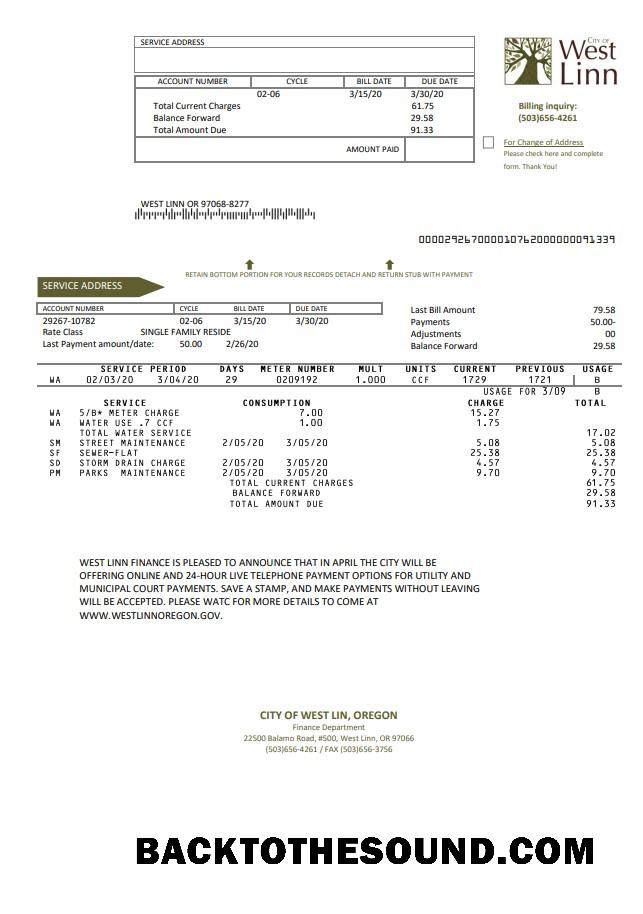 SERVICE ADDRESS
CITY OF
West
Linn
ACCOUNT NUMBER CYCLE BILL DATE DUE DATE
02-06 3/15/20 3/30/20
Total Current Charges 61.75
Balance Forward 29.58
Total Amount Due 91.33
AMOUNT PAID
Billing inquiry:
(503)656-4261
For Change of Address
Please check here and complete
form. Thank You!
WEST LINN OR 97068-8277
00002926700001076200000000091339
RETAIN BOTTOM PORTION FOR YOUR RECORDS DETACH AND RETURN STUB WITH PAYMENT
SERVICE ADDRESS
ACCOUNT NUMBER CYCLE BILL DATE DUE DATE
29267-10782 02-06 3/15/20 3/30/20
Rate Class SINGLE FAMILY RESIDE
Last Payment amount/date: 50.00 2/26/20
Last Bill Amount 79.58
Payments 50.00-
Adjustments 00
Balance Forward 29.58
SERVICE PERIOD DAYS METER NUMBER MULT UNITS CURRENT PREVIOUS USAGE
WA 02/03/20 3/04/20 29 0209192 1.000 CCF 1729 1721 B
USAGE FOR 3/09 B
SERVICE CONSUMPTION CHARGE TOTAL
WA 5/B* METER CHARGE 7.00 15.27
WA WATER USE .7 CCF 1.00 1.75
TOTAL WATER SERVICE 17.02
SM STREET MAINTENANCE 2/05/20 3/05/20 5.08 5.08
SF SEWER-FLAT 25.38 25.38
SD STORM DRAIN CHARGE 2/05/20 3/05/20 4.57 4.57
PM PARKS MAINTENANCE 2/05/20 3/05/20 9.70 9.70
TOTAL CURRENT CHARGES 61.75
BALANCE FORWARD 29.58
TOTAL AMOUNT DUE 91.33
WEST LINN FINANCE IS PLEASED TO ANNOUNCE THAT IN APRIL THE CITY WILL BE
OFFERING ONLINE AND 24-HOUR LIVE TELEPHONE PAYMENT OPTIONS FOR UTILITY AND
MUNICIPAL COURT PAYMENTS. SAVE A STAMP, AND MAKE PAYMENTS WITHOUT LEAVING
WILL BE ACCEPTED. PLEASE WATC FOR MORE DETAILS TO COME AT
WWW.WESTLINNOREGON.GOV.
CITY OF WEST LIN, OREGON
Finance Department
22500 Balamo Road, #500, West Linn, OR 97066
(503)656-4261 / FAX (503)656-3756
BACKTOTHESOUND.COM